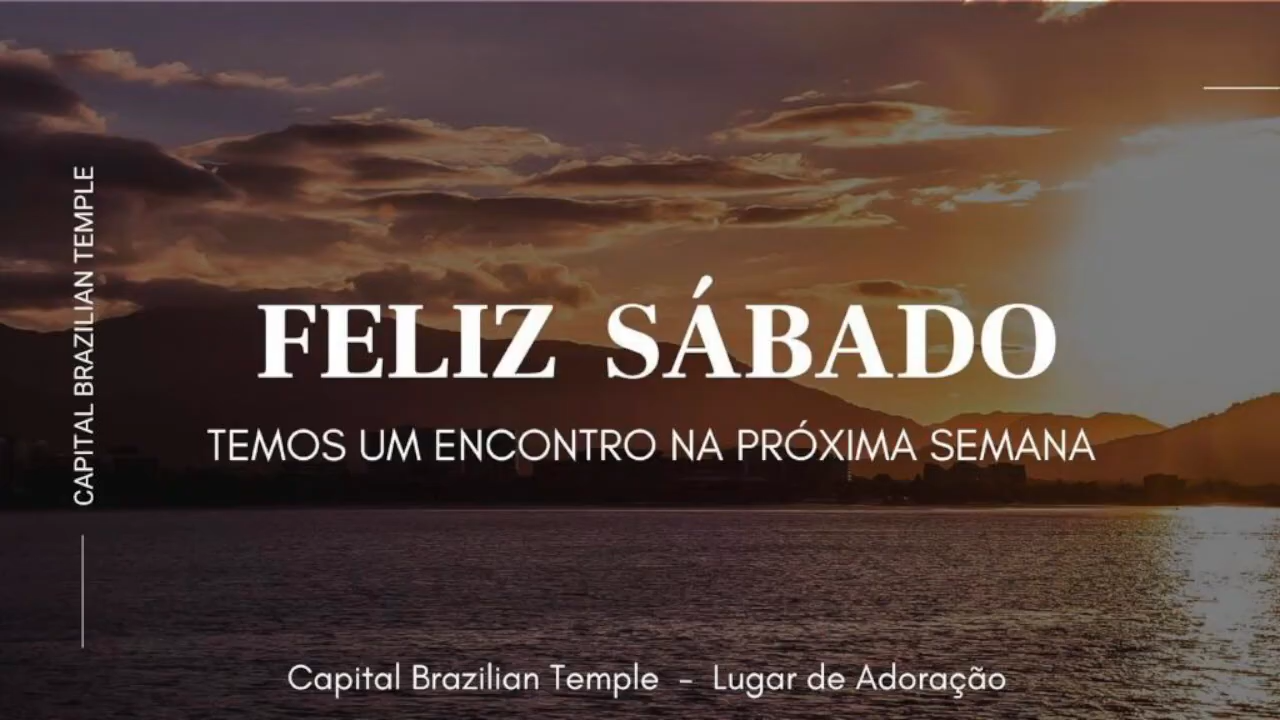 CAPITAL BRAZILIAN TEMPLE
FELIZ SÁBADO
TEMOS UM ENCONTRO NA PRÓXIMA SEMANA
Capital Brazilian Temple - Lugar de Adoração